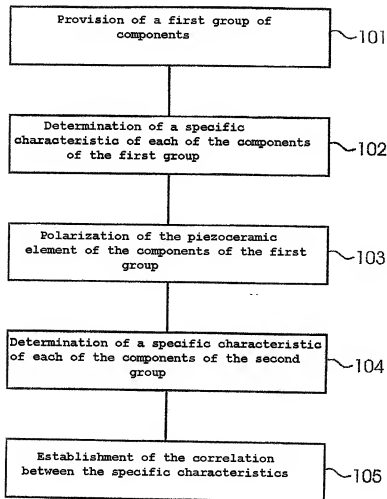 Provision of a first group of
components
101
Determination of a specific
characteristic of each of the components
of the first group
102
Polarization of the piezoceramic
element of the components of the first
group
103
Determination of a specific characteristic
of each of the components of the second
group
104
Establishment of the correlation
between the specific characteristics
105